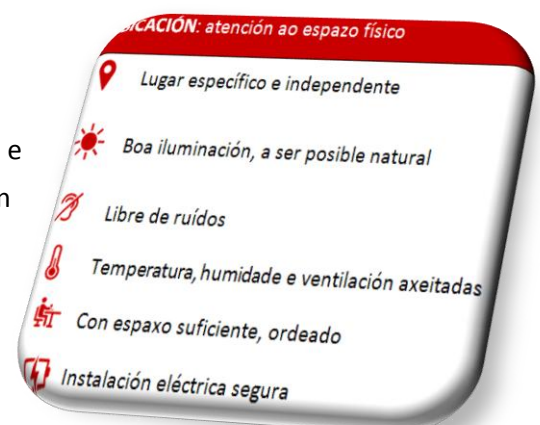 BICACIÓN: atención ao espazo físico
Lugar específico e independente
e
Boa iluminación, a ser posible natural
n
Libre de ruídos
Temperatura, humidade e ventilación axeitadas
Con espaxo suficiente, ordeado
Instalación eléctrica segura